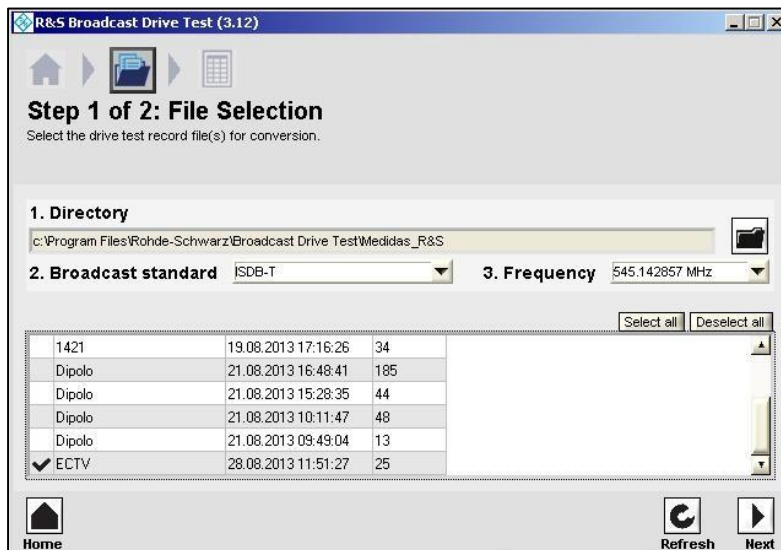 R&S Broadcast Drive Test (3.12)
Step 1 of 2: File Selection
Select the drive test record file(s) for conversion.
1. Directory
c:\Program Files\Rohde-Schwarz\Broadcast Drive Test\Medidas_R&S
2. Broadcast standard ISDB-T 3. Frequency 545.142857 MHz
Select all Deselect all
1421 19.08.2013 17:16:26 34
Dipolo 21.08.2013 16:48:41 185
Dipolo 21.08.2013 15:28:35 44
Dipolo 21.08.2013 10:11:47 48
Dipolo 21.08.2013 09:49:04 13
ECTV 28.08.2013 11:51:27 25
Home Refresh Next